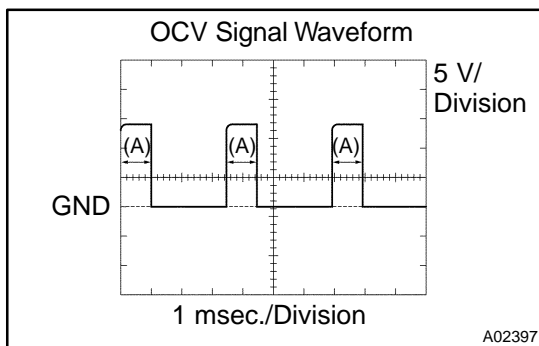 OCV Signal Waveform
5 V/
Division
(A) (A) (A)
GND
1 msec./Division
A02397